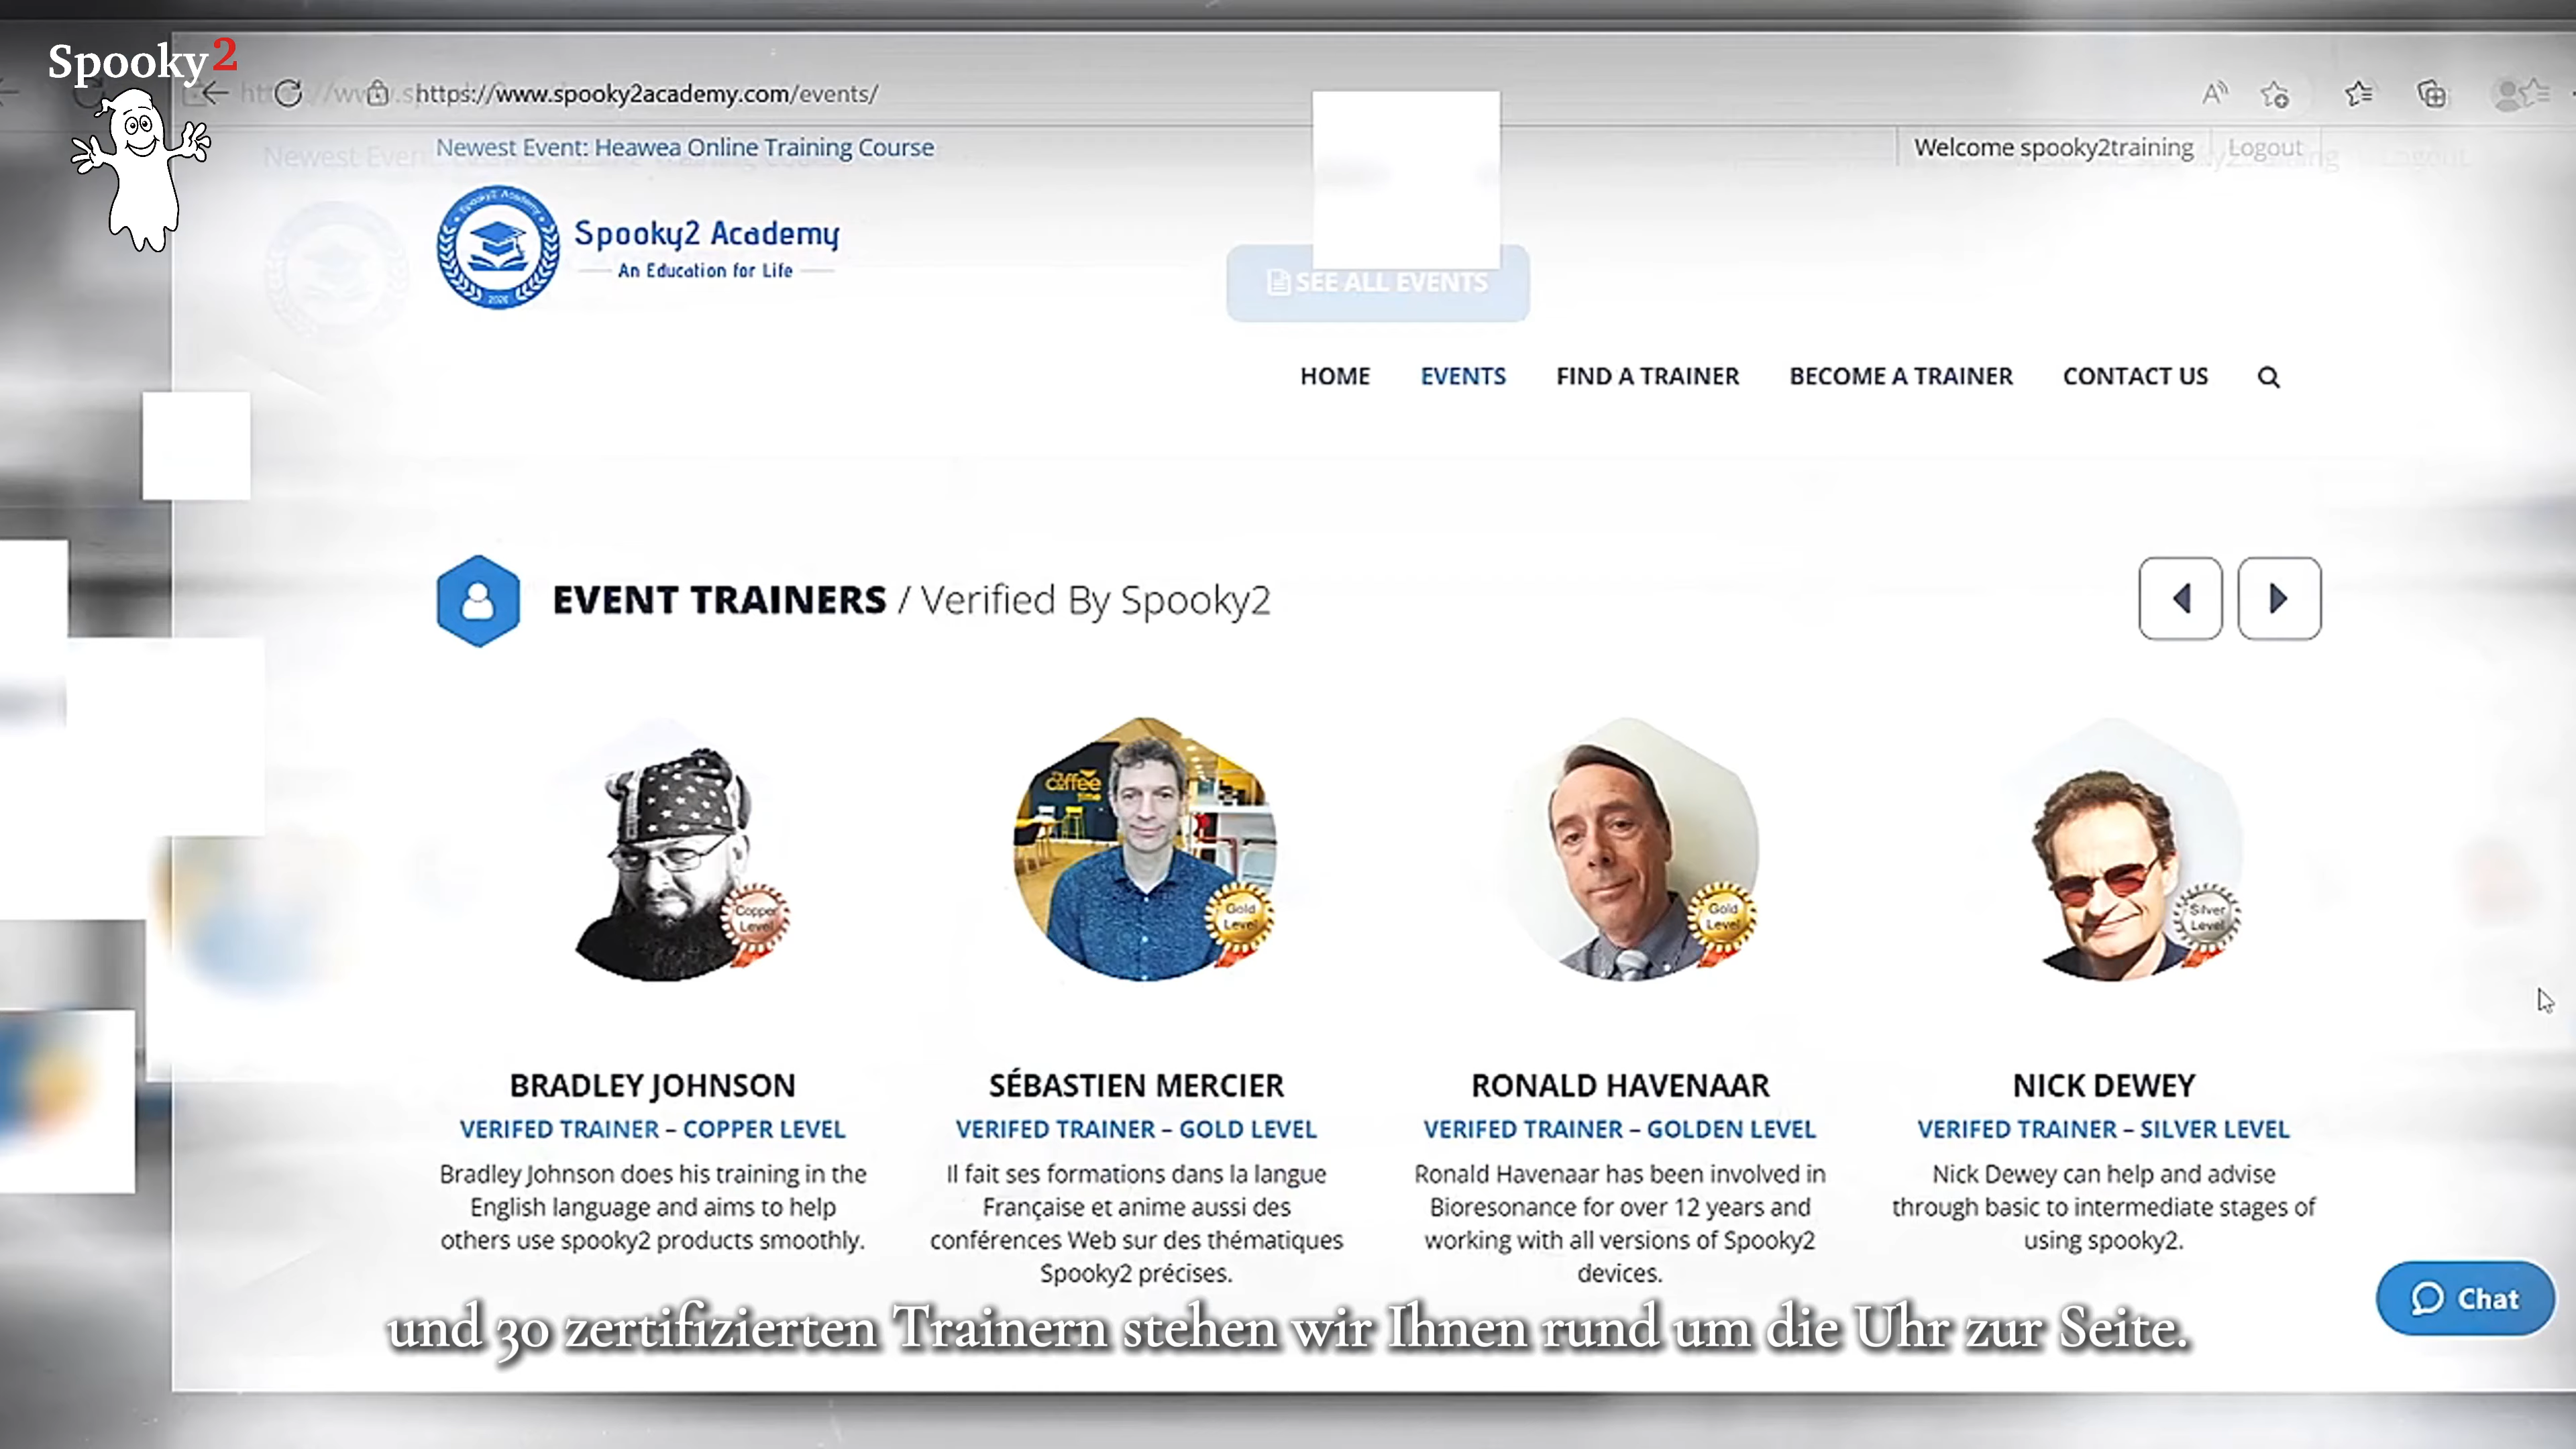 Spooky2
https://www.spooky2academy.com/events/
Newest Event: Heawea Online Training Course
Welcome spooky2training
Logout
Spooky2 Academy
2020
Spooky2 Academy
An Education for Life
SEE ALL EVENTS
HOME EVENTS FIND A TRAINER BECOME A TRAINER CONTACT US
EVENT TRAINERS / Verified By Spooky2
coffee
time
Copper
Level
Gold
Level
Gold
Level
Silver
Level
BRADLEY JOHNSON
VERIFED TRAINER – COPPER LEVEL
Bradley Johnson does his training in the
English language and aims to help
others use spooky2 products smoothly.
SÉBASTIEN MERCIER
VERIFED TRAINER – GOLD LEVEL
Il fait ses formations dans la langue
Française et anime aussi des
conférences Web sur des thématiques
Spooky2 précises.
RONALD HAVENAAR
VERIFED TRAINER – GOLDEN LEVEL
Ronald Havenaar has been involved in
Bioresonance for over 12 years and
working with all versions of Spooky2
devices.
NICK DEWEY
VERIFED TRAINER – SILVER LEVEL
Nick Dewey can help and advise
through basic to intermediate stages of
using spooky2.
Chat
und 30 zertifizierten Trainern stehen wir Ihnen rund um die Uhr zur Seite.